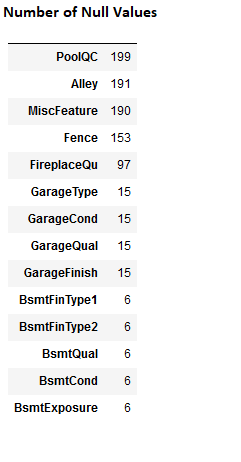 Number of Null Values
PoolQC 199
Alley 191
MiscFeature 190
Fence 153
FireplaceQu 97
GarageType 15
GarageCond 15
GarageQual 15
GarageFinish 15
BsmtFinType1 6
BsmtFinType2 6
BsmtQual 6
BsmtCond 6
BsmtExposure 6